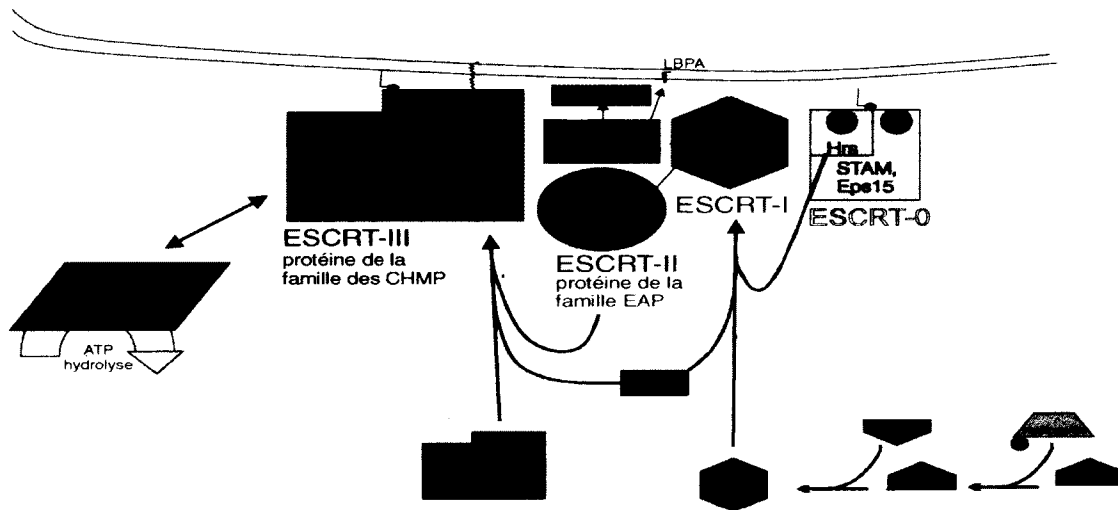 LBPA
Hrs
STAM,
Eps15
ESCRT-0
ESCRT-I
ESCRT-III
protéine de la
famille des CHMP
ESCRT-II
protéine de la
famille EAP
ATP
hydrolyse